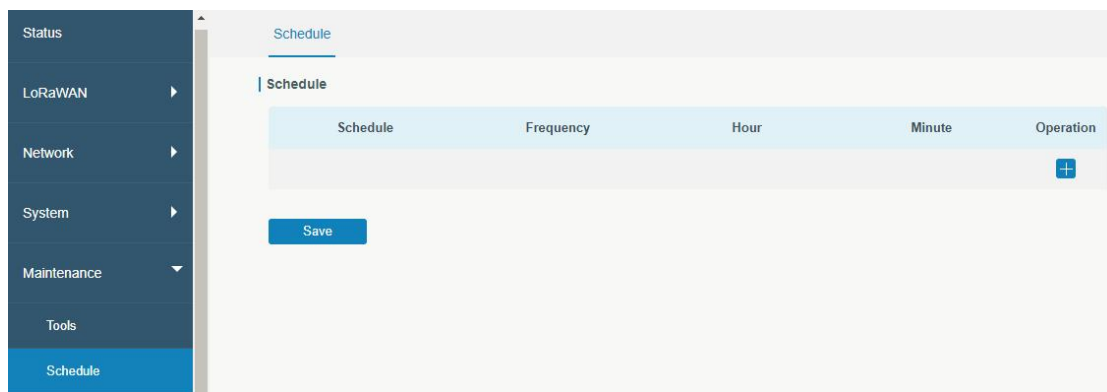 Status
LoRaWAN
Network
System
Maintenance
Tools
Schedule
Schedule
Schedule
Schedule Frequency Hour Minute Operation
Save